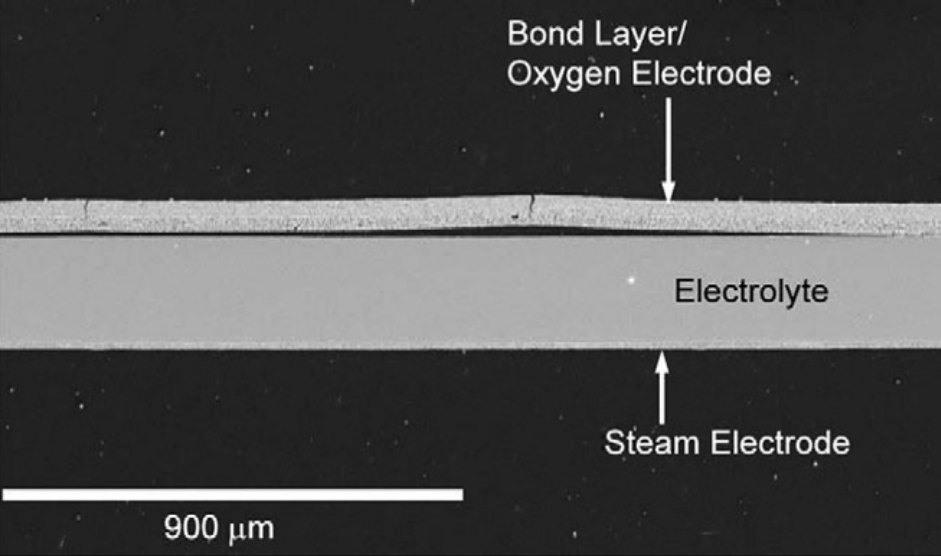 Bond Layer/
Oxygen Electrode
Electrolyte
Steam Electrode
900 μm